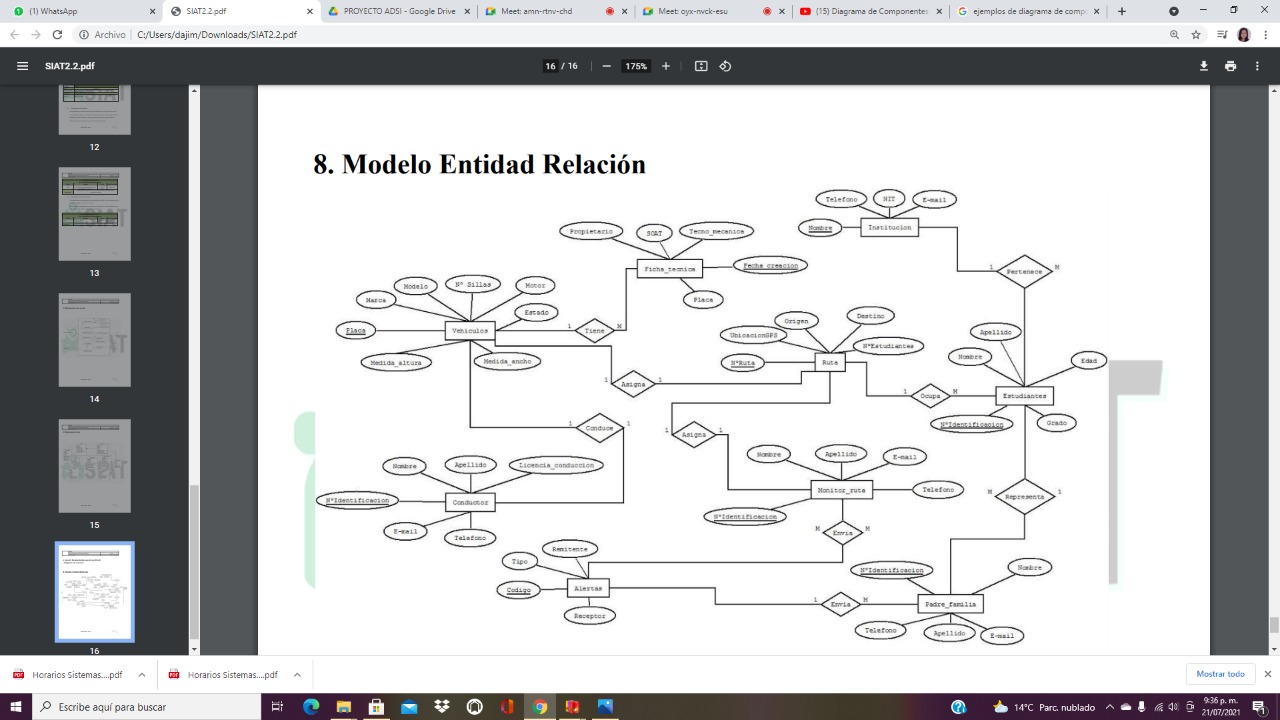 (1) WhatsApp
SIAT2.2.pdf
PROYECTO ADSI - Google Drive
Meet: amn-rtnv-chd
Meet: oyx-nvck-esu
(15) Diagrama de Componentes
ejemplos de diagrama de comp
Archivo | C:/Users/dajim/Downloads/SIAT2.2.pdf
SIAT2.2.pdf
16 / 16
175%
12
13
14
15
16
8. Modelo Entidad Relación
Telefono
NIT
E-mail
Nombre
Institucion
Propietario
SOAT
Tecno_mecanica
Ficha_tecnica
Fecha_creacion
Placa
1
Pertenece
M
Modelo
N° Sillas
Motor
Marca
Estado
Placa
Vehiculos
1
Tiene
M
Medida_altura
Medida_ancho
Origen
Destino
UbicacionGPS
N°Estudiantes
N°Ruta
Ruta
1
Asigna
1
Apellido
Nombre
Edad
1
Ocupa
M
Estudiantes
N°Identificacion
Grado
1
Conduce
1
1
Asigna
1
Nombre
Apellido
Licencia_conduccion
N°Identificacion
Conductor
E-mail
Telefono
Nombre
Apellido
E-mail
Monitor_ruta
Telefono
N°Identificacion
M
Representa
1
M
Envia
M
Remitente
Tipo
Codigo
Alertas
Receptor
1
Envia
M
N°Identificacion
Nombre
Padre_familia
Telefono
Apellido
E-mail
Horarios Sistemas....pdf
Horarios Sistemas....pdf
Mostrar todo
Escribe aquí para buscar
14°C Parc. nublado
9:36 p. m.
21/07/2021